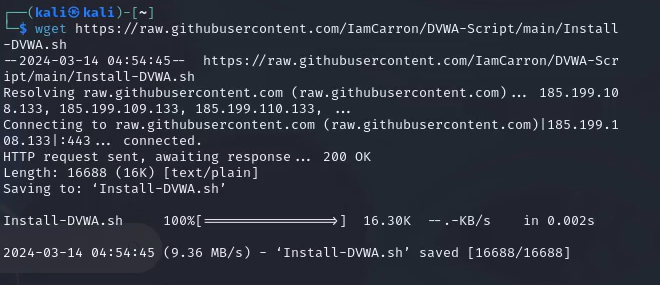 ┌──(kali㉿kali)-[~]
└─$ wget https://raw.githubusercontent.com/IamCarron/DVWA-Script/main/Install
-DVWA.sh
--2024-03-14 04:54:45--  https://raw.githubusercontent.com/IamCarron/DVWA-Scr
ipt/main/Install-DVWA.sh
Resolving raw.githubusercontent.com (raw.githubusercontent.com)... 185.199.10
8.133, 185.199.109.133, 185.199.110.133, ...
Connecting to raw.githubusercontent.com (raw.githubusercontent.com)|185.199.1
08.133|:443... connected.
HTTP request sent, awaiting response... 200 OK
Length: 16688 (16K) [text/plain]
Saving to: ‘Install-DVWA.sh’
Install-DVWA.sh     100%[=================>]  16.30K  --.-KB/s    in 0.002s
2024-03-14 04:54:45 (9.36 MB/s) - ‘Install-DVWA.sh’ saved [16688/16688]